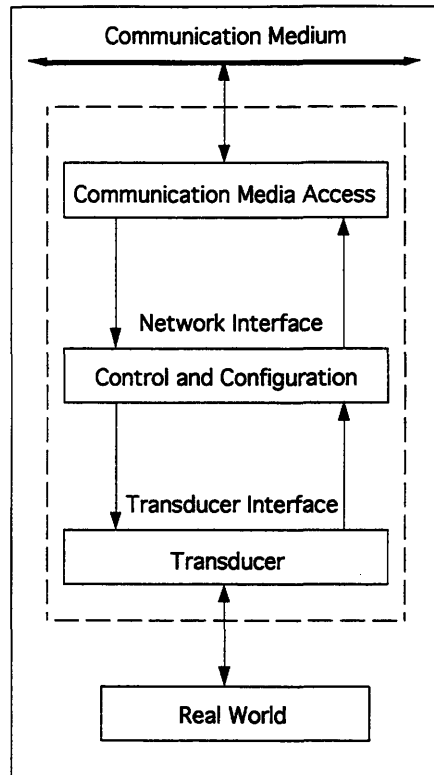 Communication Medium
Communication Media Access
Network Interface
Control and Configuration
Transducer Interface
Transducer
Real World